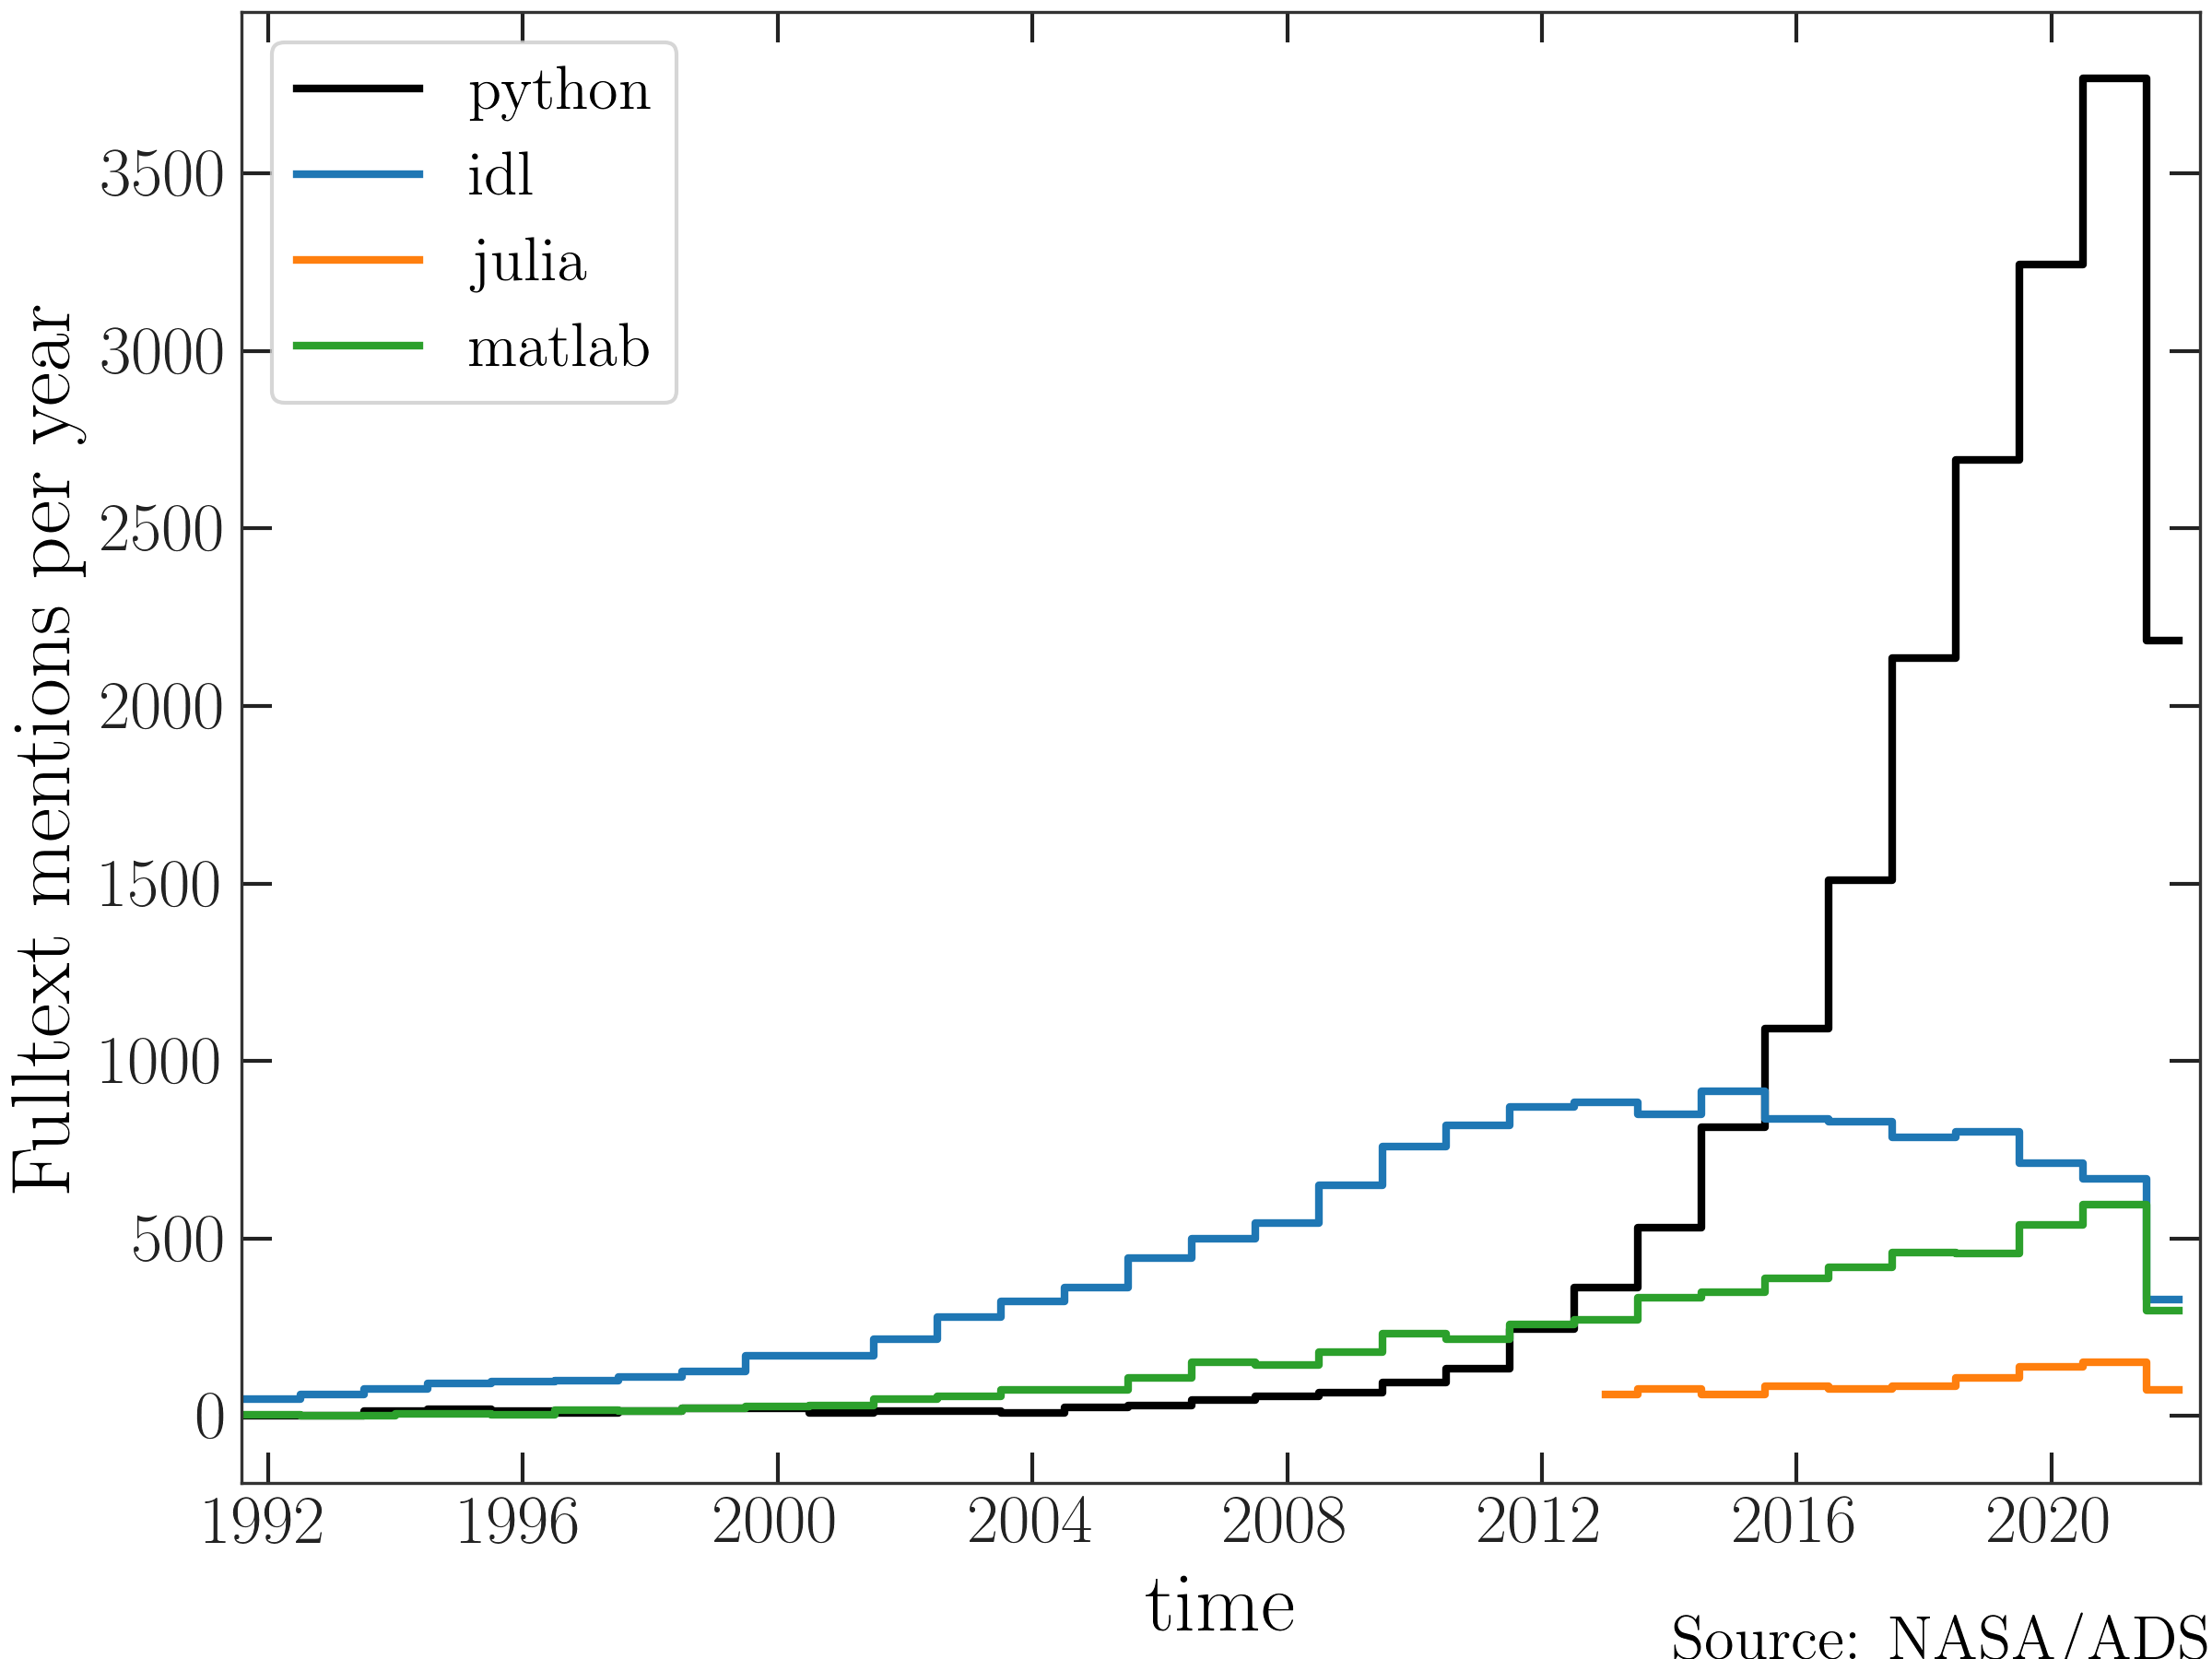 python
idl
julia
matlab
Fulltext mentions per year
3500
3000
2500
2000
1500
1000
500
0
1992 1996 2000 2004 2008 2012 2016 2020
time
Source: NASA/ADS